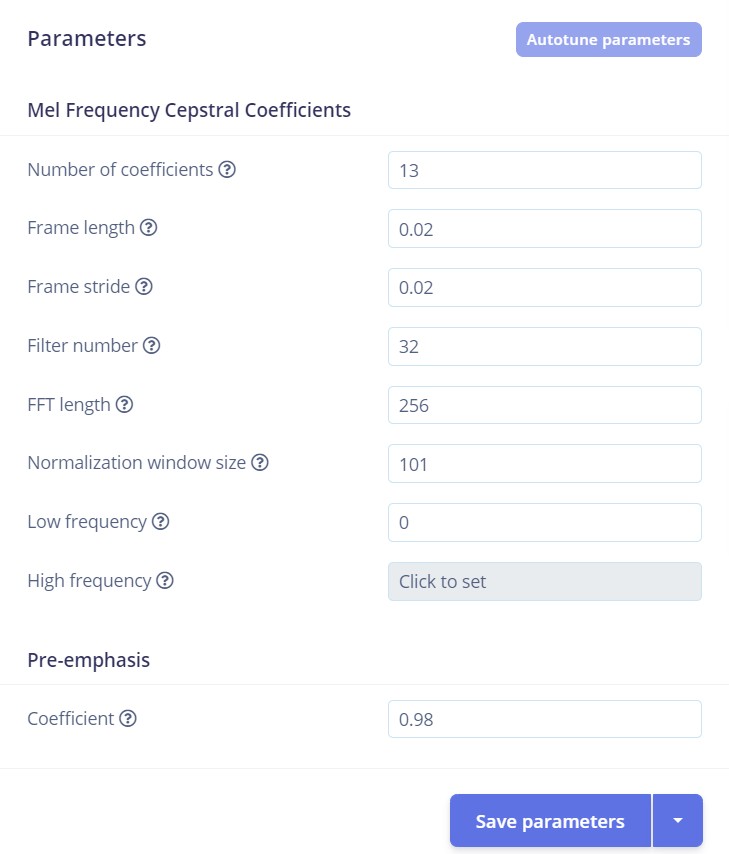 Parameters
Autotune parameters
Mel Frequency Cepstral Coefficients
Number of coefficients ?
13
Frame length ?
0.02
Frame stride ?
0.02
Filter number ?
32
FFT length ?
256
Normalization window size ?
101
Low frequency ?
0
High frequency ?
Click to set
Pre-emphasis
Coefficient ?
0.98
Save parameters